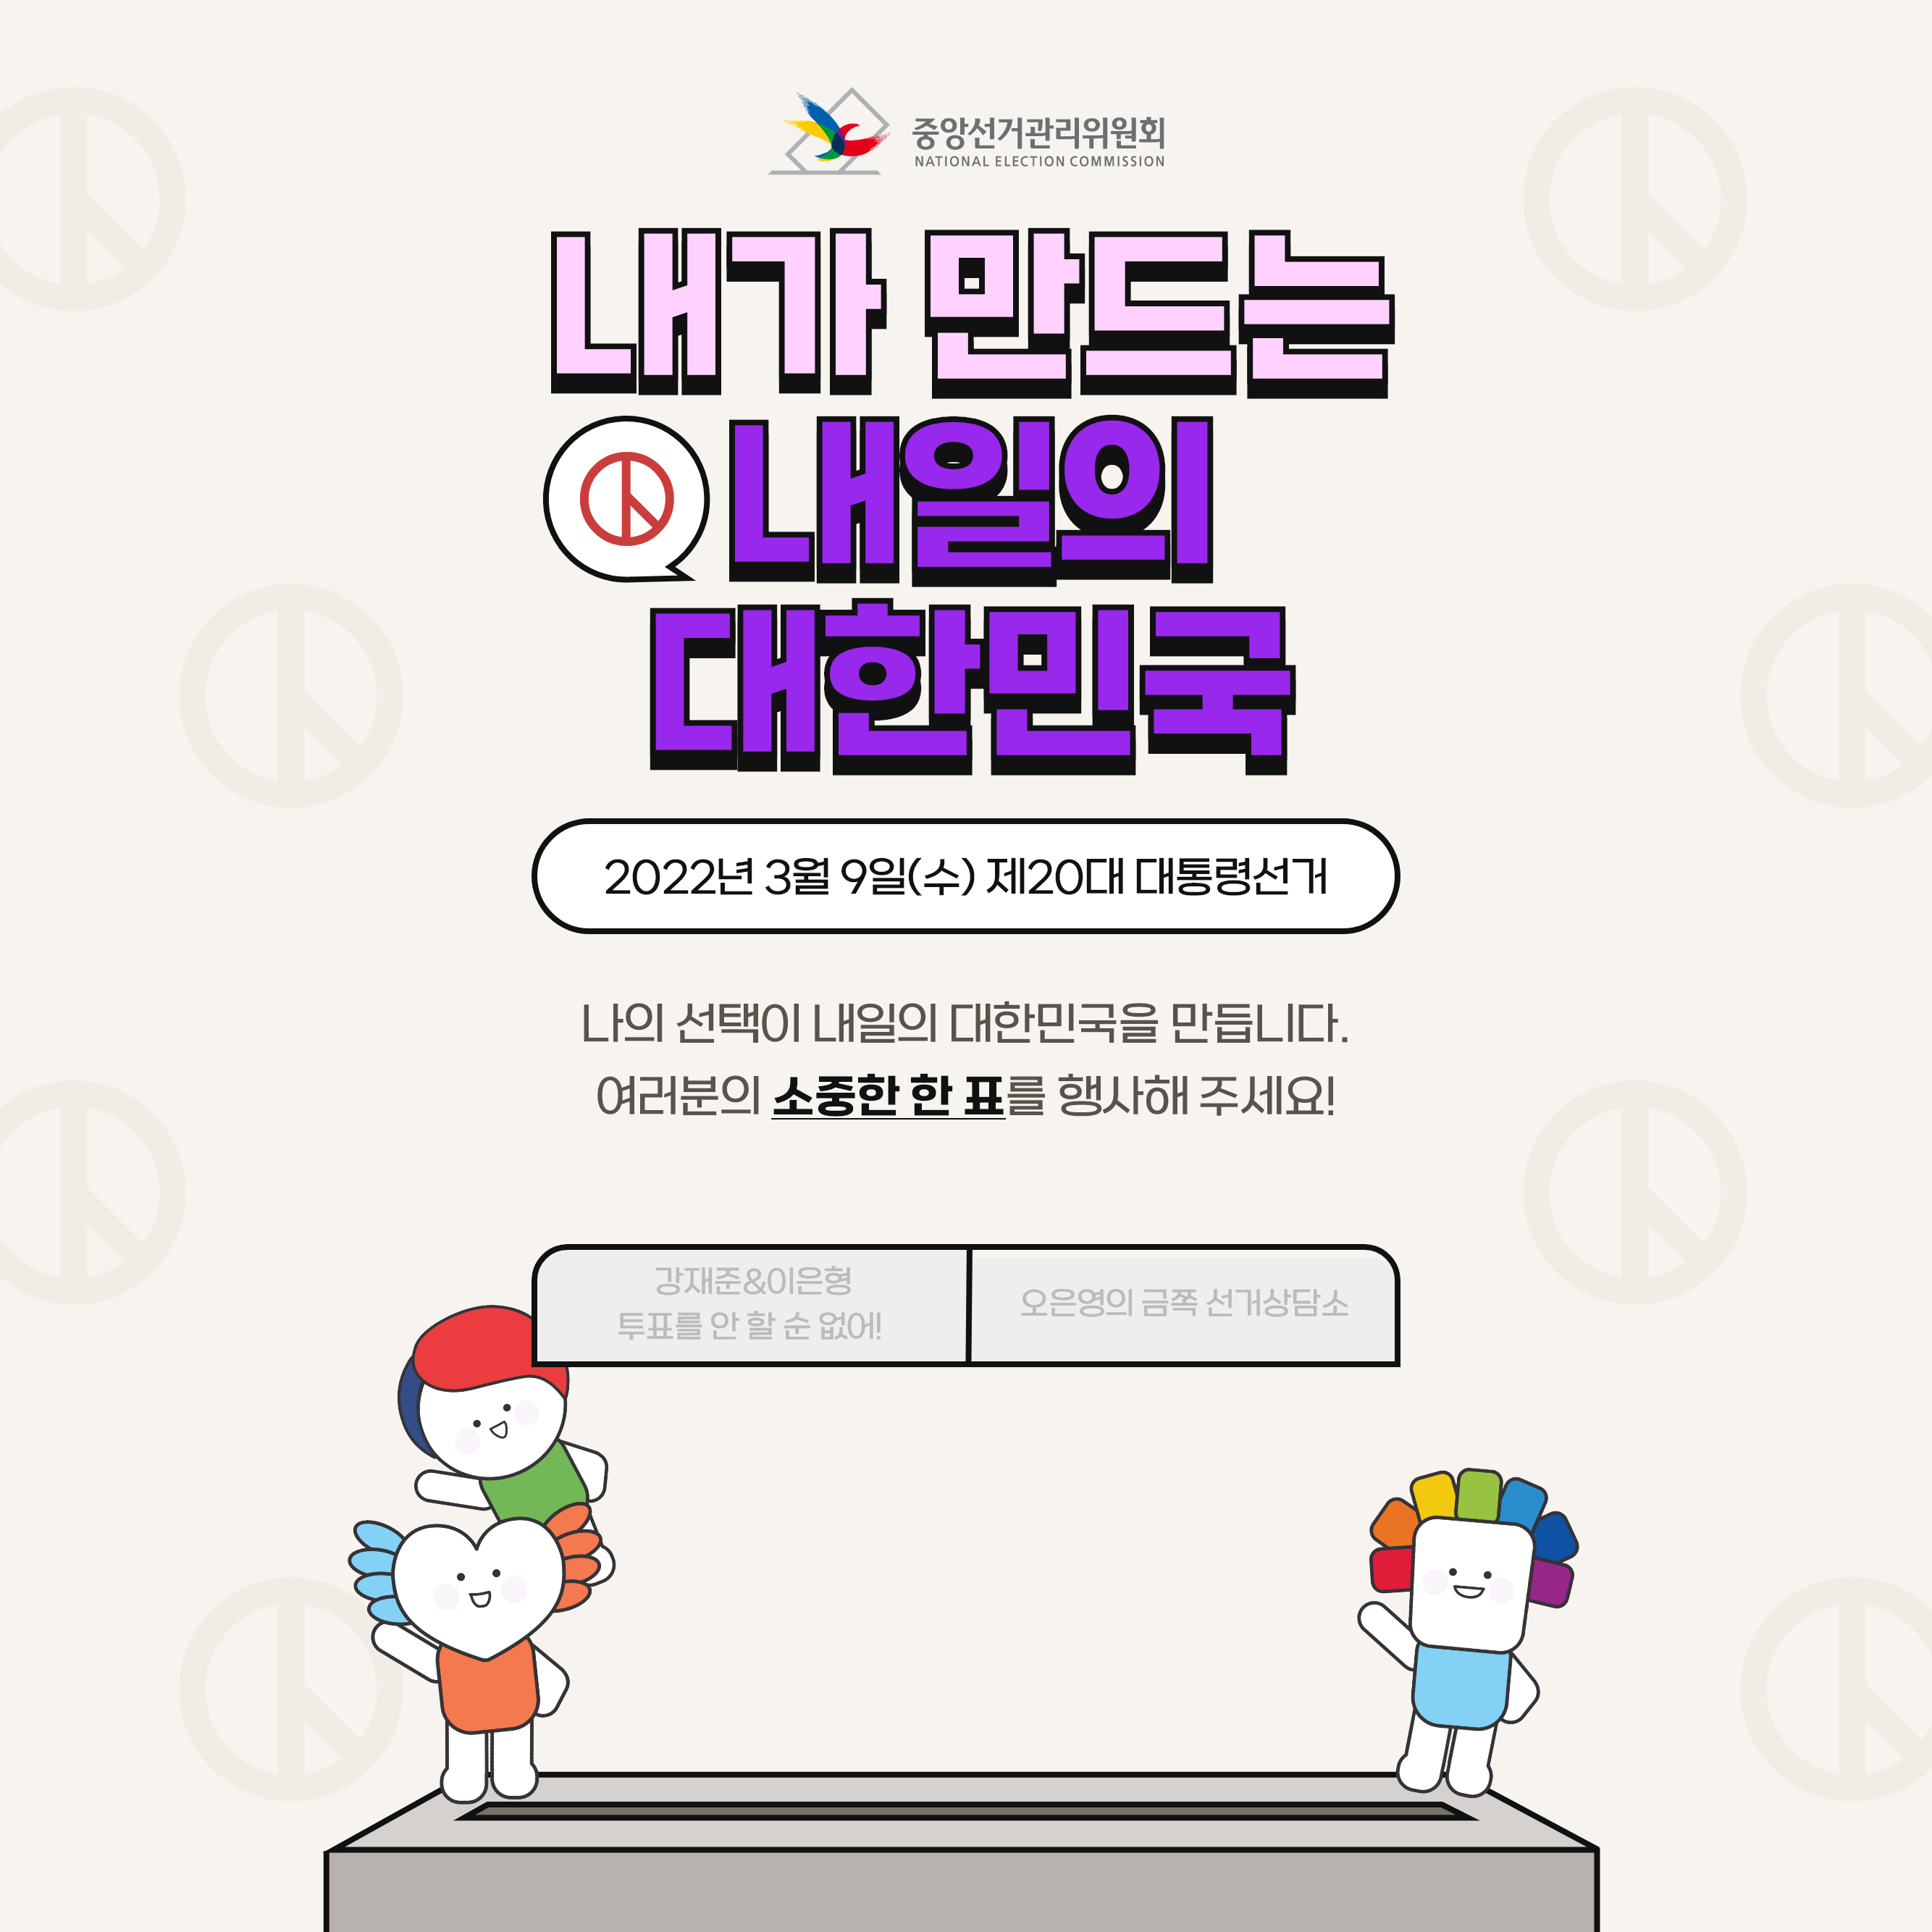 중앙선거관리위원회
NATIONAL ELECTION COMMISSION
내가 만드는
내일의
대한민국
2022년 3월 9일(수) 제20대 대통령선거
나의 선택이 내일의 대한민국을 만듭니다.
여러분의 소중한 한 표를 행사해 주세요!
강재준&이은형
투표를 안 할 순 없어!
오은영의 금쪽 선거상담소